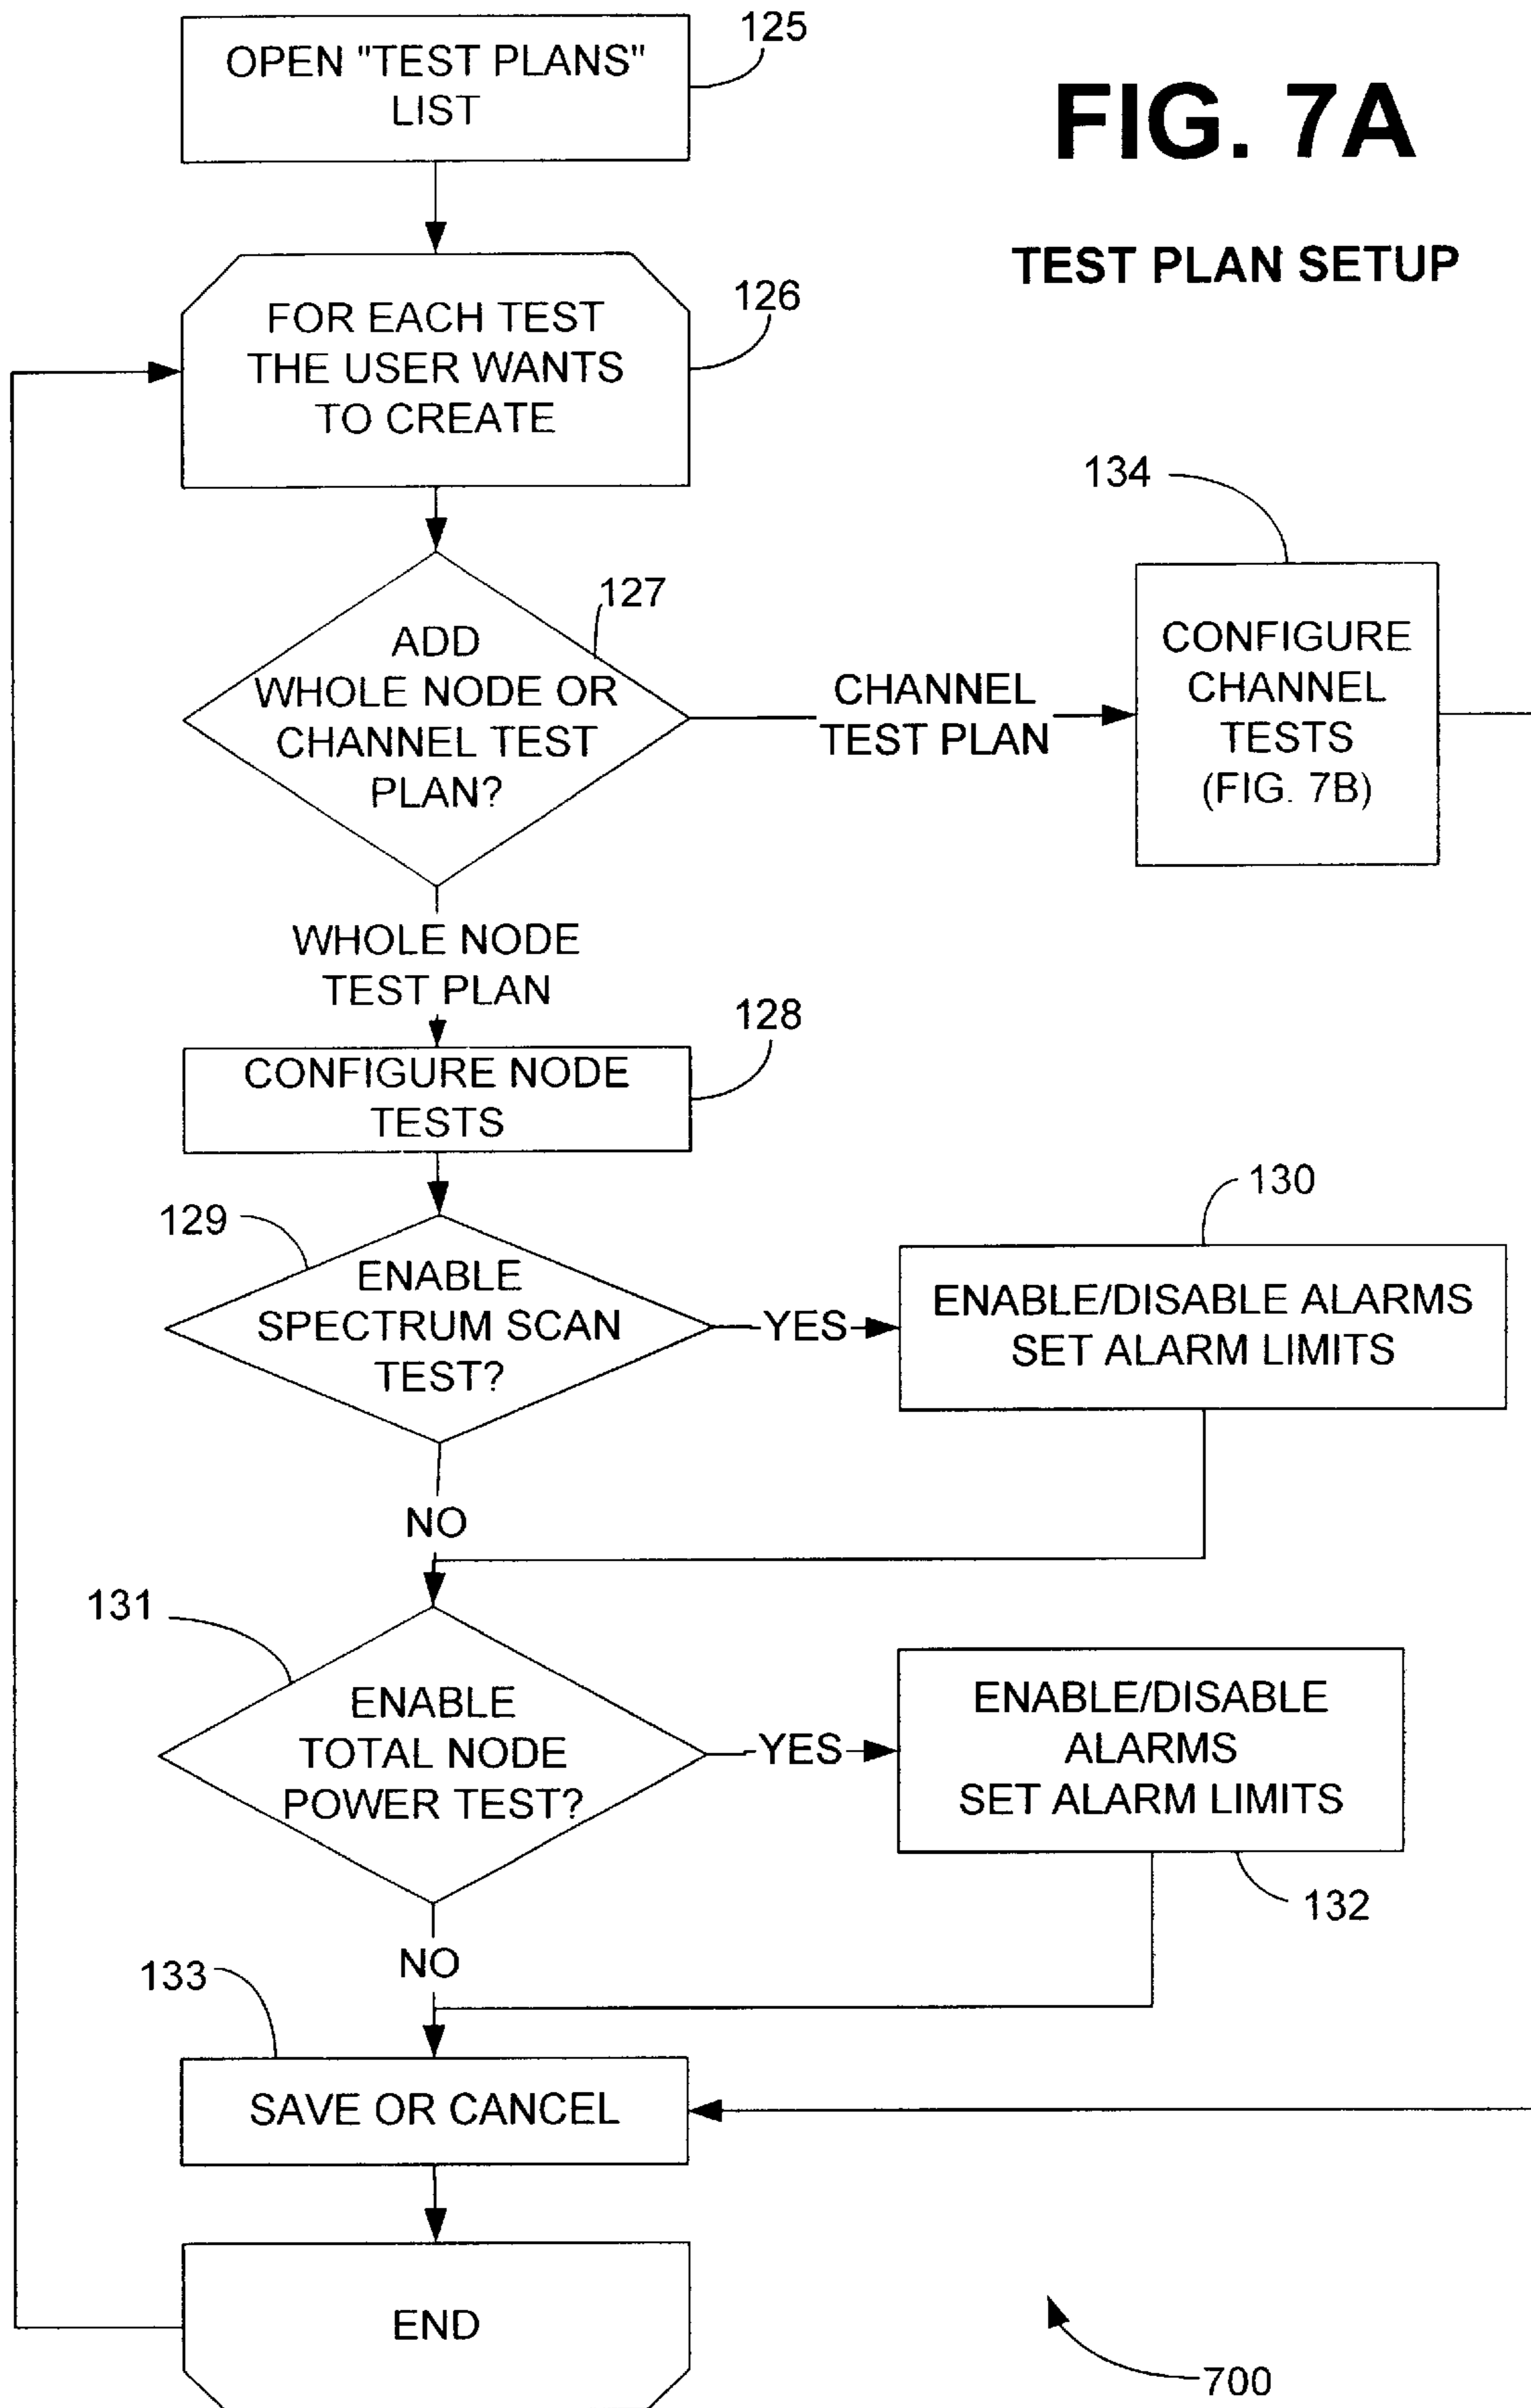 125
OPEN "TEST PLANS"
LIST
FIG. 7A
TEST PLAN SETUP
126
FOR EACH TEST
THE USER WANTS
TO CREATE
134
127
ADD
WHOLE NODE OR
CHANNEL TEST
PLAN?
CHANNEL
TEST PLAN
CONFIGURE
CHANNEL
TESTS
(FIG. 7B)
WHOLE NODE
TEST PLAN
128
CONFIGURE NODE
TESTS
129
ENABLE
SPECTRUM SCAN
TEST?
YES
130
ENABLE/DISABLE ALARMS
SET ALARM LIMITS
NO
131
ENABLE
TOTAL NODE
POWER TEST?
YES
ENABLE/DISABLE
ALARMS
SET ALARM LIMITS
132
NO
133
SAVE OR CANCEL
END
700